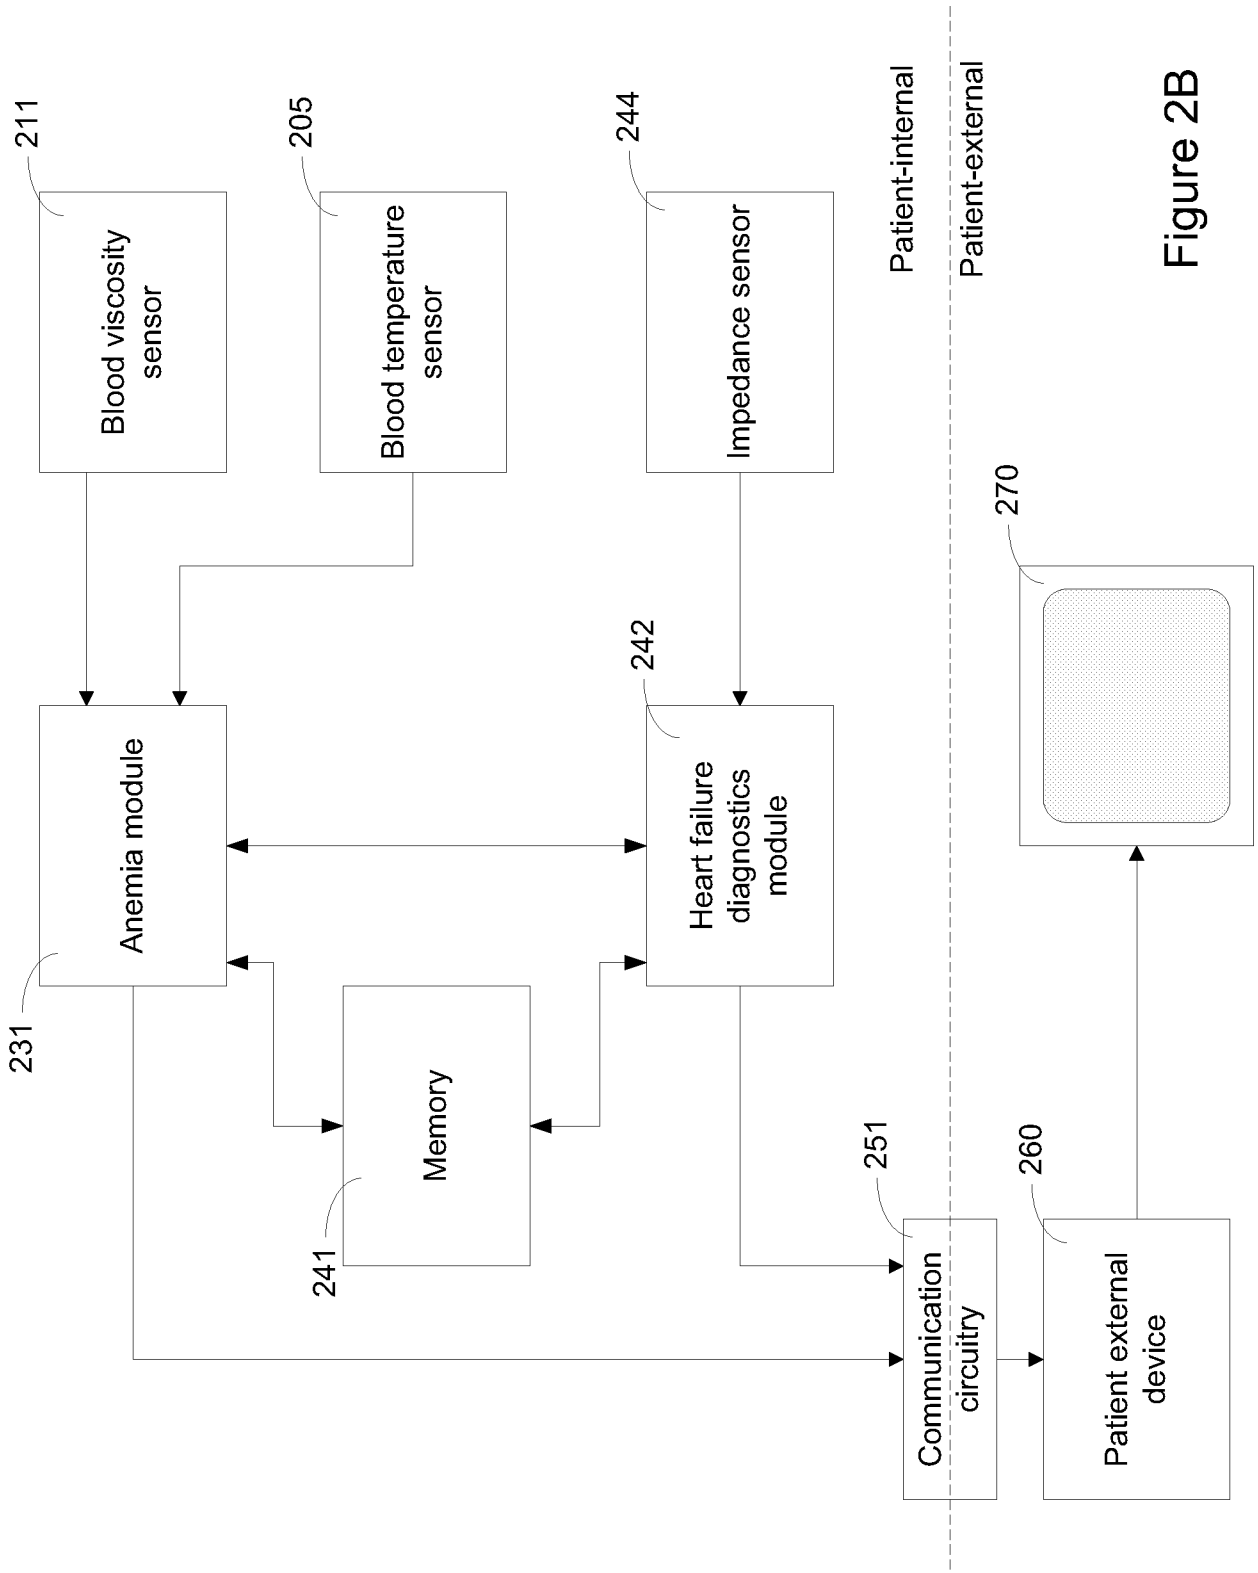 211
Blood viscosity
sensor
205
Blood temperature
sensor
244
Impedance sensor
231
Anemia module
242
Heart failure
diagnostics
module
241
Memory
Patient-internal
Patient-external
251
Communication
circuitry
260
Patient external
device
270
Figure 2B